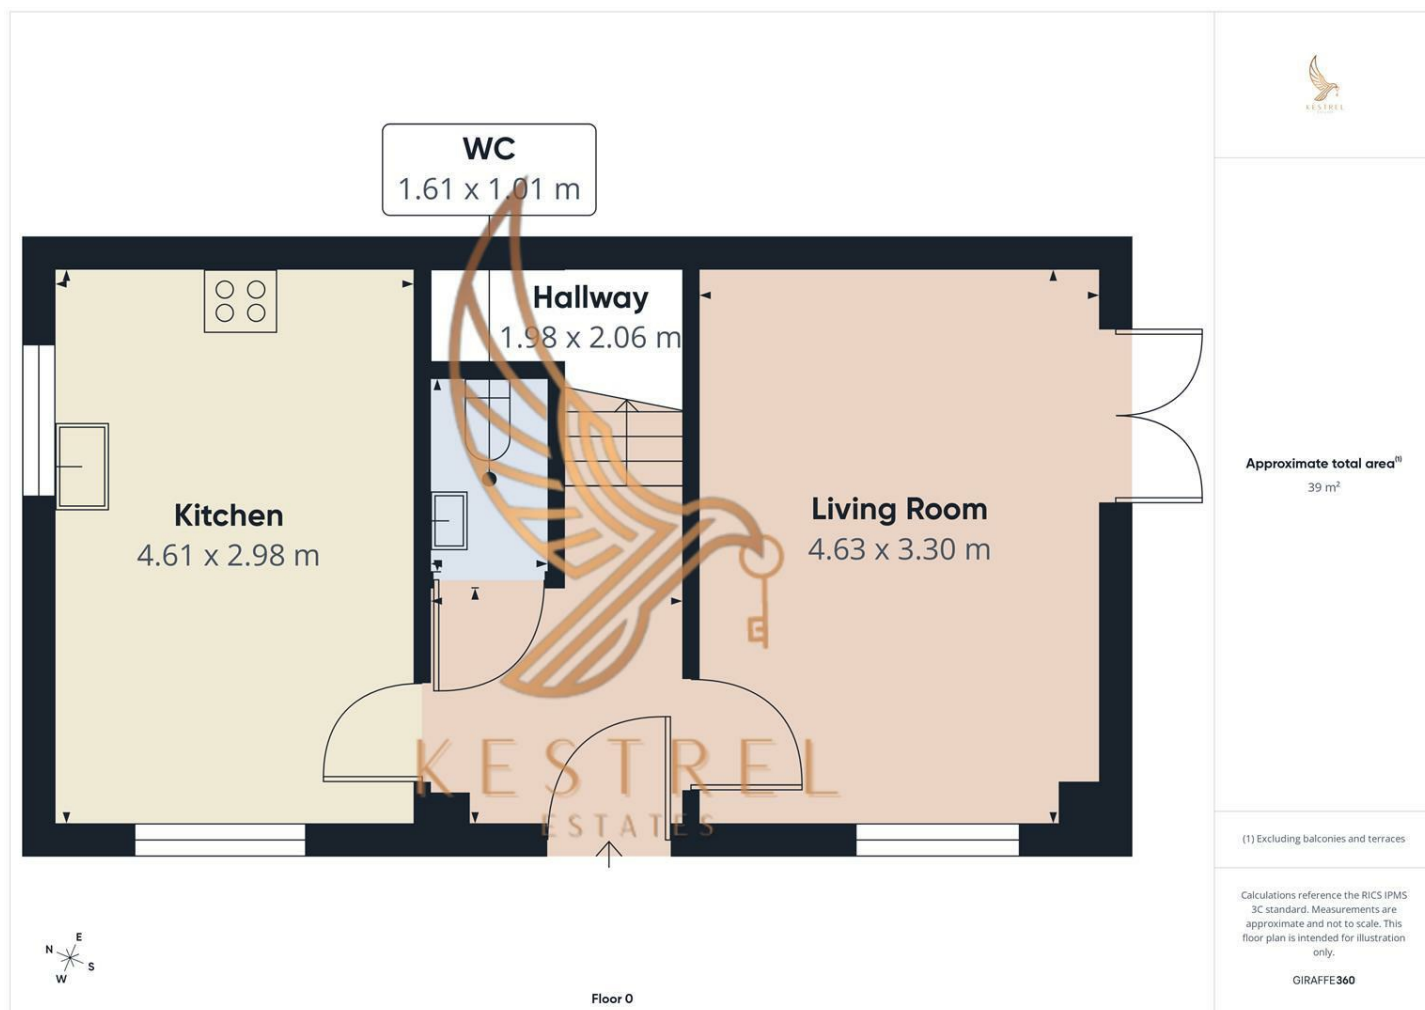 WC
1.61 x 1.01 m
Hallway
1.98 x 2.06 m
Kitchen
4.61 x 2.98 m
Living Room
4.63 x 3.30 m
KESTREL
ESTATES
N
E
S
W
Floor 0
KESTREL
Approximate total area(1)
39 m²
(1) Excluding balconies and terraces
Calculations reference the RICS IPMS
3C standard. Measurements are
approximate and not to scale. This
floor plan is intended for illustration
only.
GIRAFFE360